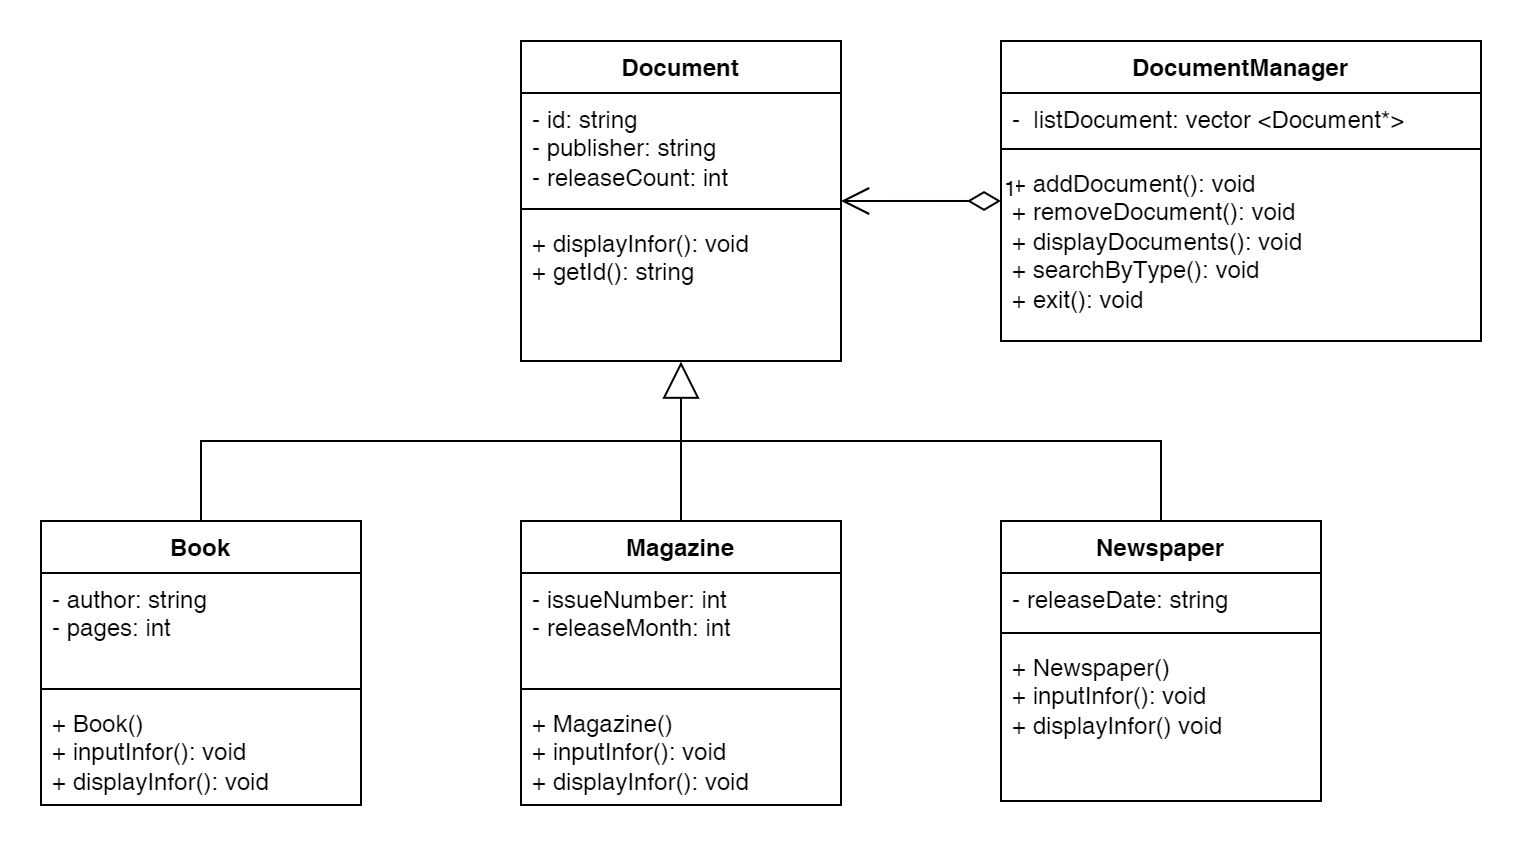 Document
- id: string
- publisher: string
- releaseCount: int
+ displayInfor(): void
+ getId(): string
DocumentManager
- listDocument: vector <Document*>
1
+ addDocument(): void
+ removeDocument(): void
+ displayDocuments(): void
+ searchByType(): void
+ exit(): void
Book
- author: string
- pages: int
+ Book()
+ inputInfor(): void
+ displayInfor(): void
Magazine
- issueNumber: int
- releaseMonth: int
+ Magazine()
+ inputInfor(): void
+ displayInfor(): void
Newspaper
- releaseDate: string
+ Newspaper()
+ inputInfor(): void
+ displayInfor() void